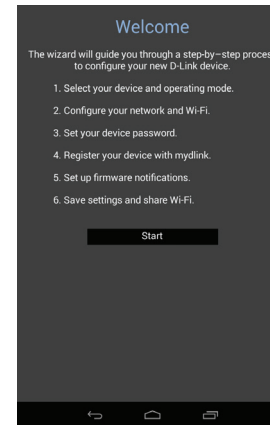 Welcome
The wizard will guide you through a step-by-step proces
to configure your new D-Link device.
1. Select your device and operating mode.
2. Configure your network and Wi-Fi.
3. Set your device password.
4. Register your device with mydlink.
5. Set up firmware notifications.
6. Save settings and share Wi-Fi.
Start